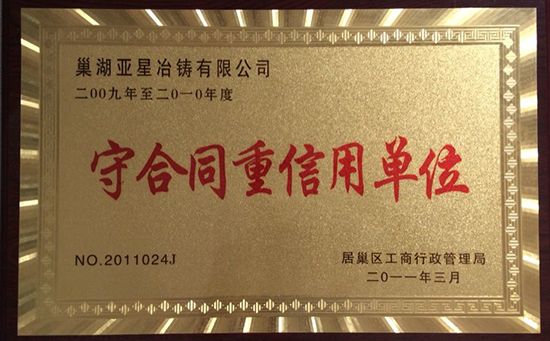 巢湖亚星冶铸有限公司
二00九年至二0一0年度
守合同重信用单位
NO.2011024J
居巢区工商行政管理局
二0一一年三月